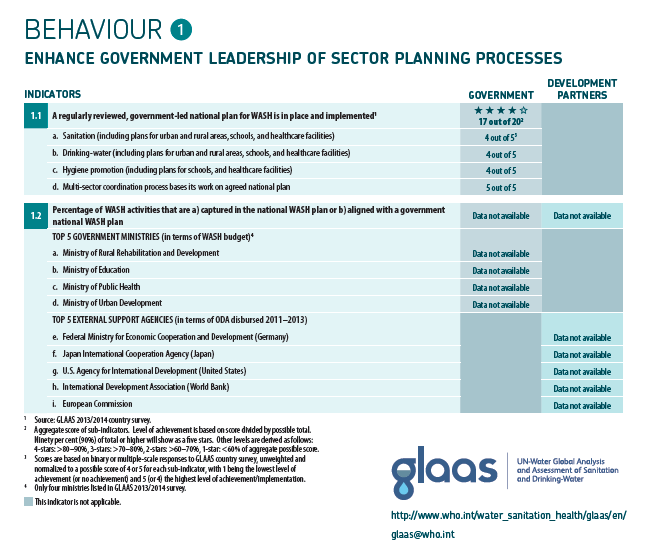 BEHAVIOUR 1
ENHANCE GOVERNMENT LEADERSHIP OF SECTOR PLANNING PROCESSES
INDICATORS GOVERNMENT DEVELOPMENT PARTNERS
1.1 A regularly reviewed, government-led national plan for WASH is in place and implemented¹ ★★★★☆ 17 out of 20²
a. Sanitation (including plans for urban and rural areas, schools, and healthcare facilities) 4 out of 5³
b. Drinking-water (including plans for urban and rural areas, schools, and healthcare facilities) 4 out of 5
c. Hygiene promotion (including plans for schools, and healthcare facilities) 4 out of 5
d. Multi-sector coordination process bases its work on agreed national plan 5 out of 5
1.2 Percentage of WASH activities that are a) captured in the national WASH plan or b) aligned with a government
national WASH plan Data not available Data not available
TOP 5 GOVERNMENT MINISTRIES (in terms of WASH budget)⁴
a. Ministry of Rural Rehabilitation and Development Data not available
b. Ministry of Education Data not available
c. Ministry of Public Health Data not available
d. Ministry of Urban Development Data not available
TOP 5 EXTERNAL SUPPORT AGENCIES (in terms of ODA disbursed 2011–2013)
e. Federal Ministry for Economic Cooperation and Development (Germany) Data not available
f. Japan International Cooperation Agency (Japan) Data not available
g. U.S. Agency for International Development (United States) Data not available
h. International Development Association (World Bank) Data not available
i. European Commission Data not available
¹ Source: GLAAS 2013/2014 country survey.
² Aggregate score of sub-indicators. Level of achievement is based on score divided by possible total.
Ninety per cent (90%) of total or higher will show as a five stars. Other levels are derived as follows:
4-stars: >80–90%, 3-stars: >70–80%, 2-stars: >60–70%, 1-star: <60% of aggregate possible score.
³ Scores are based on binary or multiple-scale responses to GLAAS country survey, unweighted and
normalized to a possible score of 4 or 5 for each sub-indicator, with 1 being the lowest level of
achievement (or no achievement) and 5 (or 4) the highest level of achievement/implementation.
⁴ Only four ministries listed in GLAAS 2013/2014 survey.
This indicator is not applicable.
glaas
UN-Water Global Analysis
and Assessment of Sanitation
and Drinking-Water
http://www.who.int/water_sanitation_health/glaas/en/
glaas@who.int